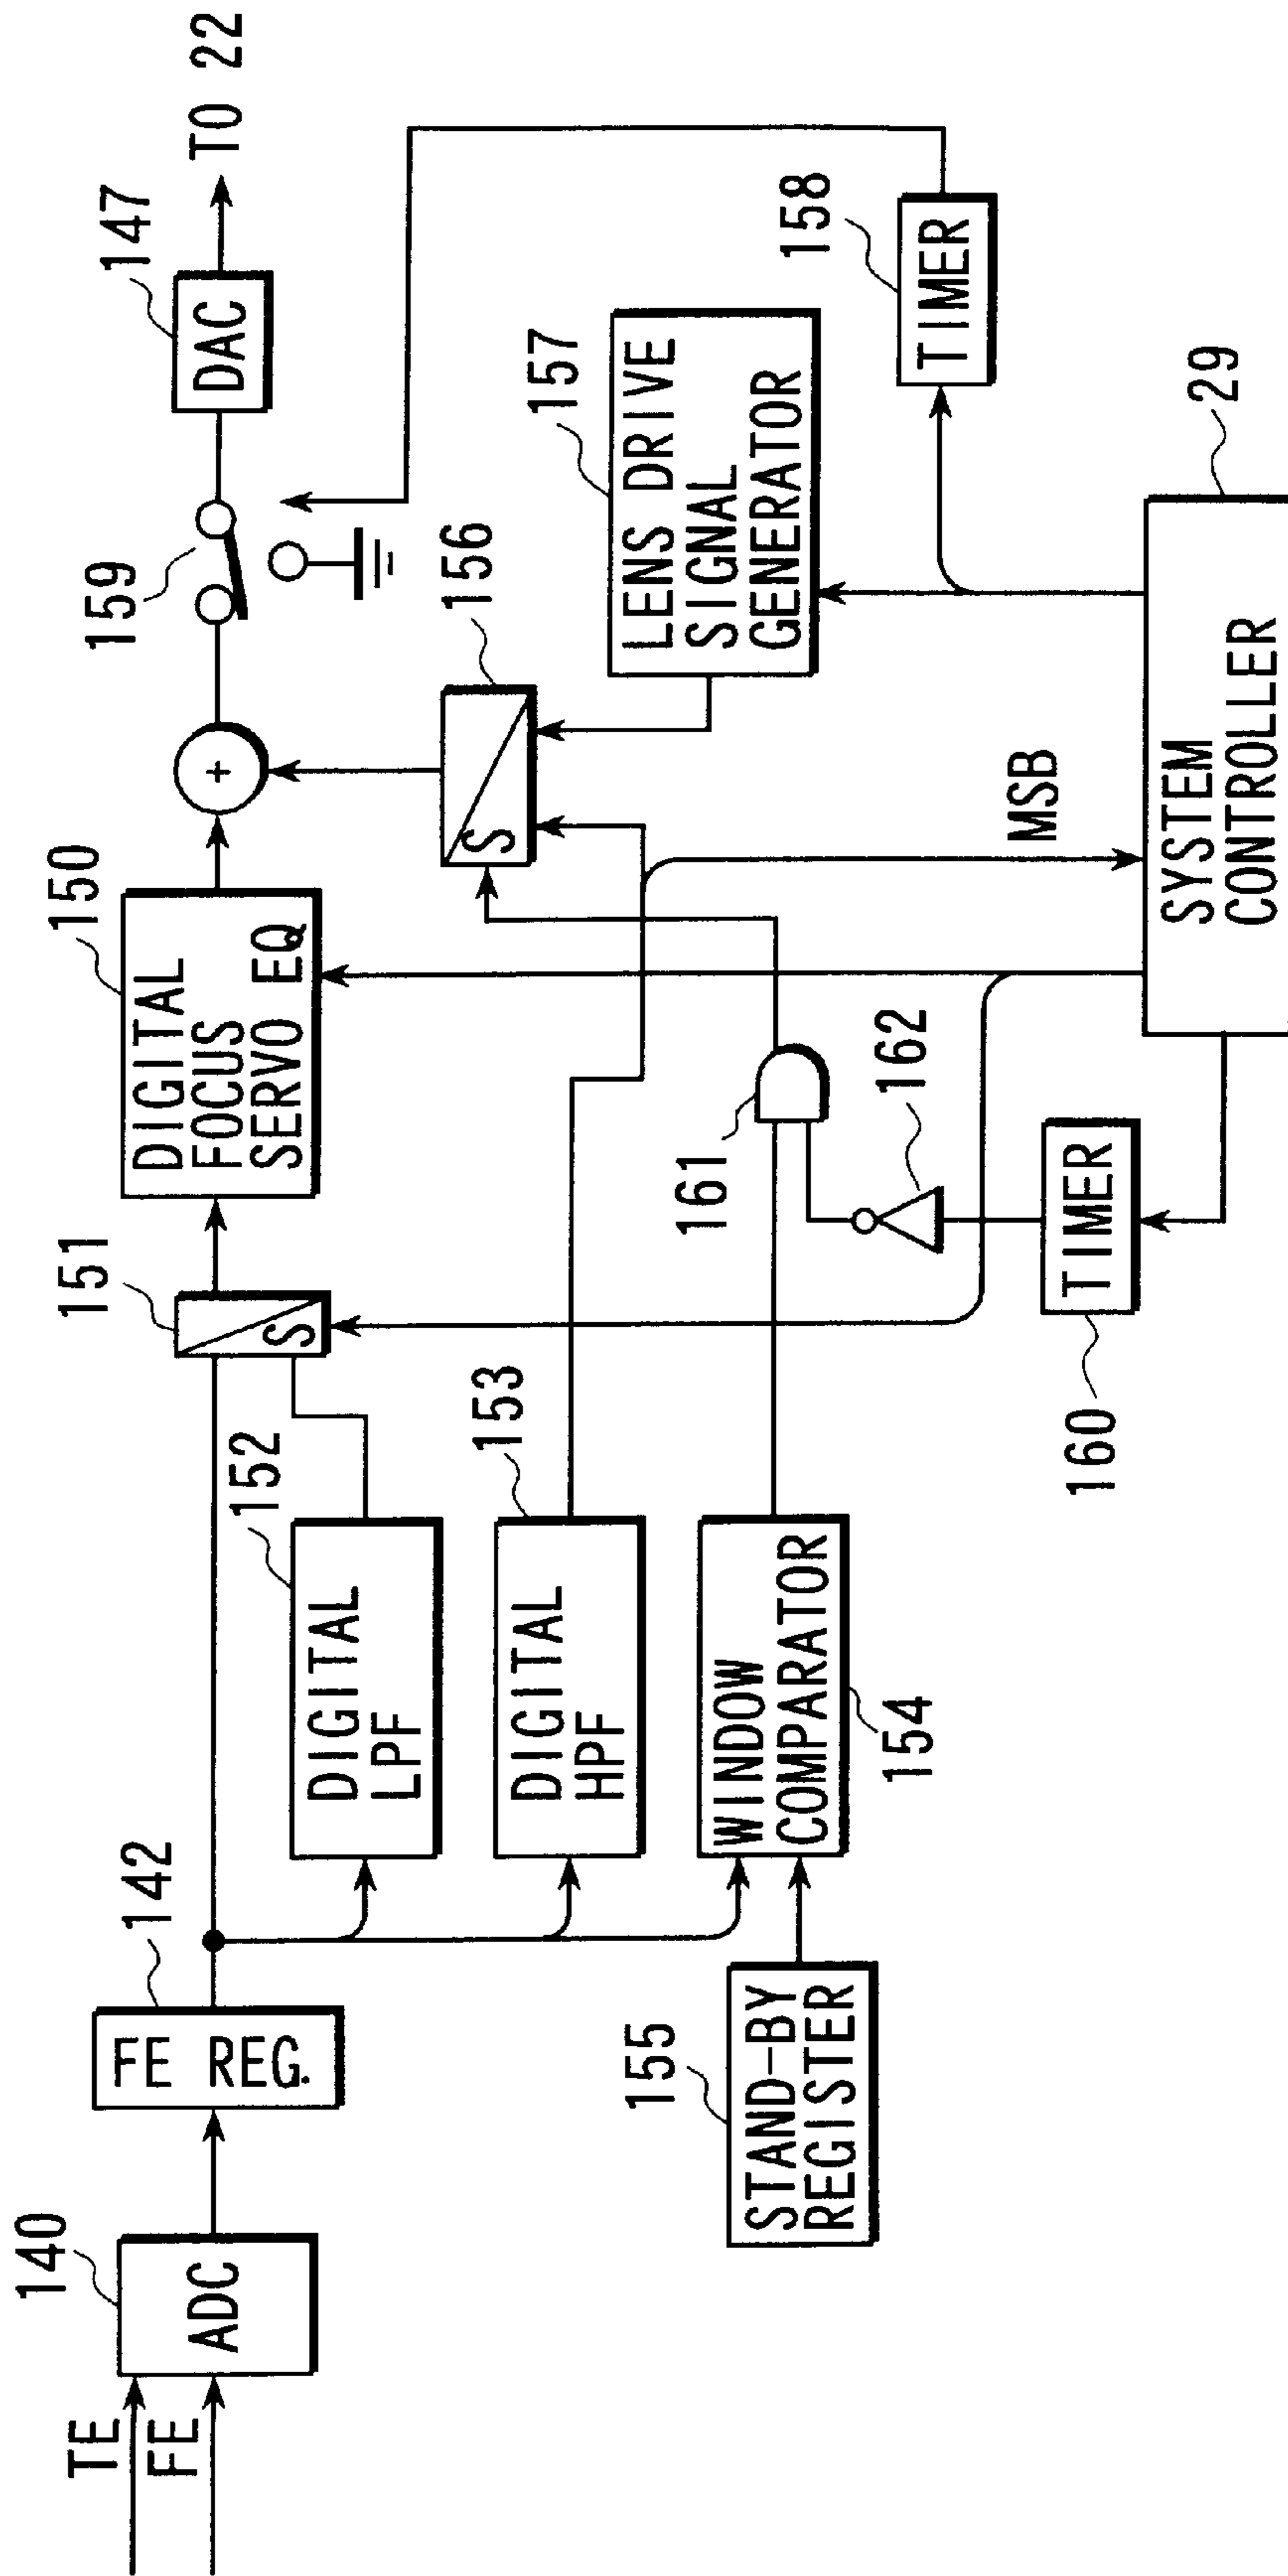 TE
FE
140
ADC
142
FE REG.
151
S
150
DIGITAL
FOCUS
SERVO EQ
+
159
147
DAC
TO 22
152
DIGITAL
LPF
153
DIGITAL
HPF
156
S
157
LENS DRIVE
SIGNAL
GENERATOR
158
TIMER
155
STAND-BY
REGISTER
WINDOW
COMPARATOR
154
161
162
MSB
160
TIMER
29
SYSTEM
CONTROLLER